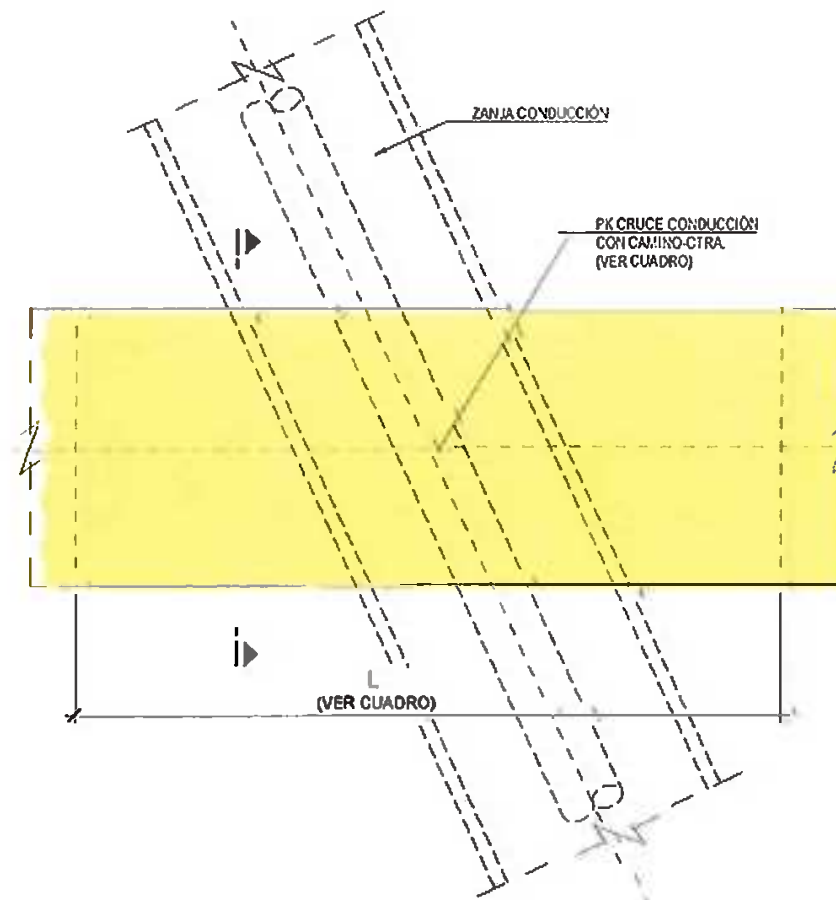 ZANJA CONDUCCIÓN
PK CRUCE CONDUCCIÓN
CON CAMINO-CTRA.
(VER CUADRO)
L
(VER CUADRO)